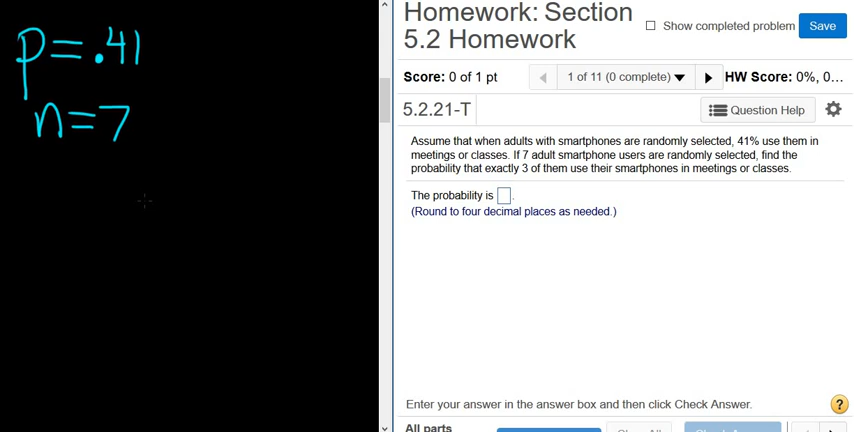 p=.41
n=7
Homework: Section
5.2 Homework
Show completed problem
Save
Score: 0 of 1 pt
1 of 11 (0 complete)
HW Score: 0%, 0...
5.2.21-T
Question Help
Assume that when adults with smartphones are randomly selected, 41% use them in
meetings or classes. If 7 adult smartphone users are randomly selected, find the
probability that exactly 3 of them use their smartphones in meetings or classes.
The probability is .
(Round to four decimal places as needed.)
Enter your answer in the answer box and then click Check Answer.
?
All parts
Clear All
Check Answer